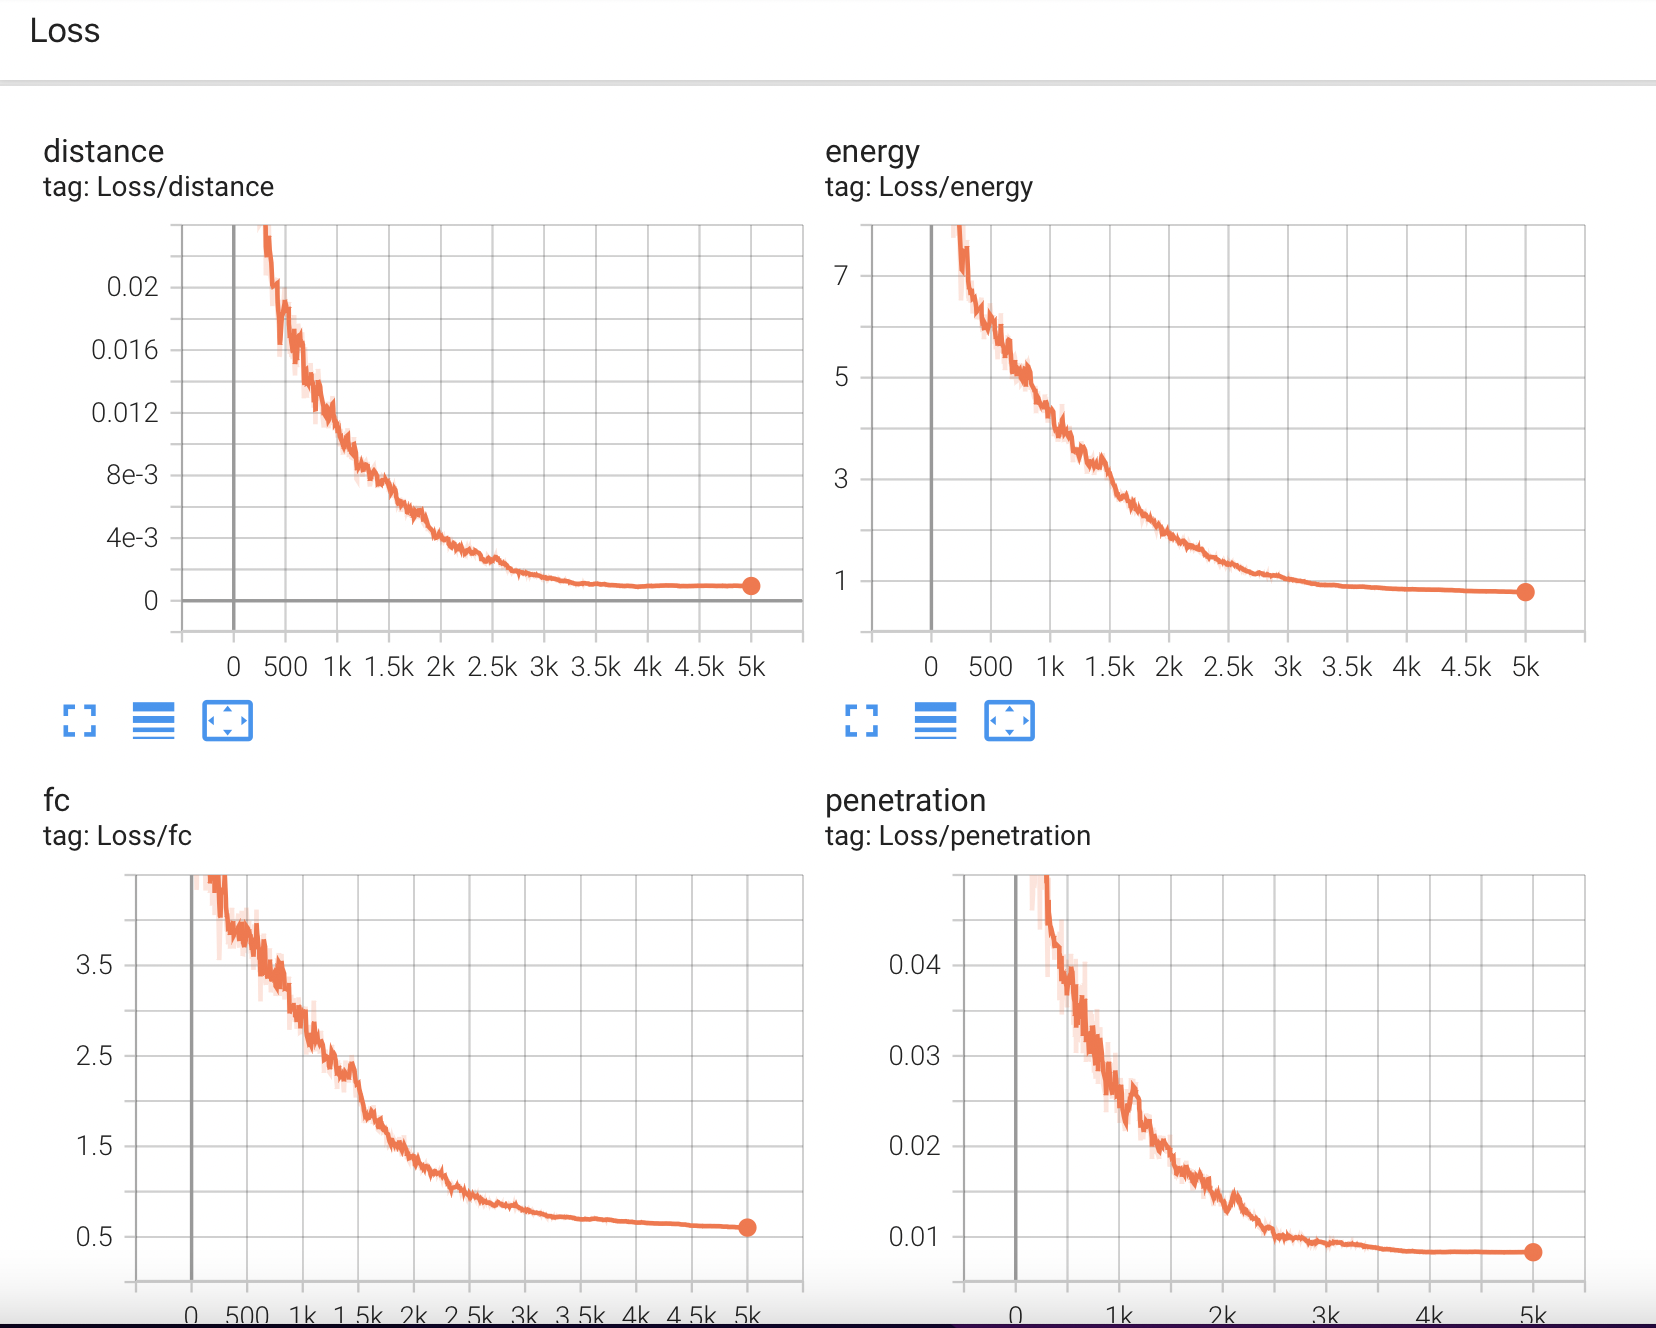 Loss
distance
tag: Loss/distance
0.02
0.016
0.012
8e-3
4e-3
0
0 500 1k 1.5k 2k 2.5k 3k 3.5k 4k 4.5k 5k
energy
tag: Loss/energy
7
5
3
1
0 500 1k 1.5k 2k 2.5k 3k 3.5k 4k 4.5k 5k
fc
tag: Loss/fc
3.5
2.5
1.5
0.5
0 500 1k 1.5k 2k 2.5k 3k 3.5k 4k 4.5k 5k
penetration
tag: Loss/penetration
0.04
0.03
0.02
0.01
0 1k 2k 3k 4k 5k